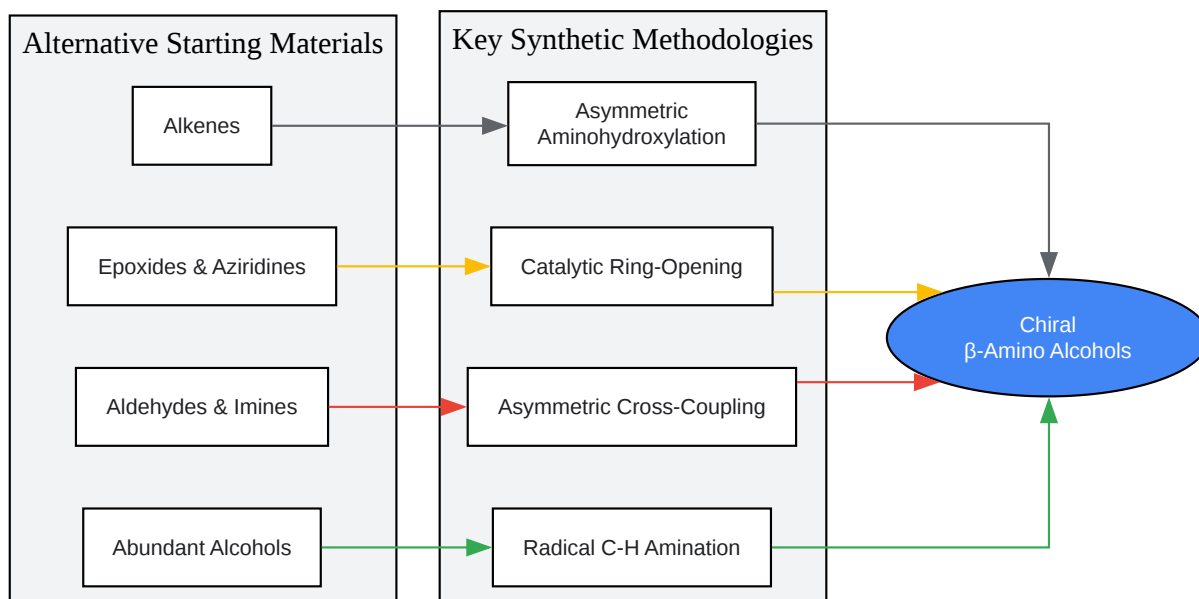 Alternative Starting Materials
Key Synthetic Methodologies
Alkenes
Asymmetric
Aminohydroxylation
Epoxides & Aziridines
Catalytic Ring-Opening
Chiral
β-Amino Alcohols
Aldehydes & Imines
Asymmetric Cross-Coupling
Abundant Alcohols
Radical C-H Amination